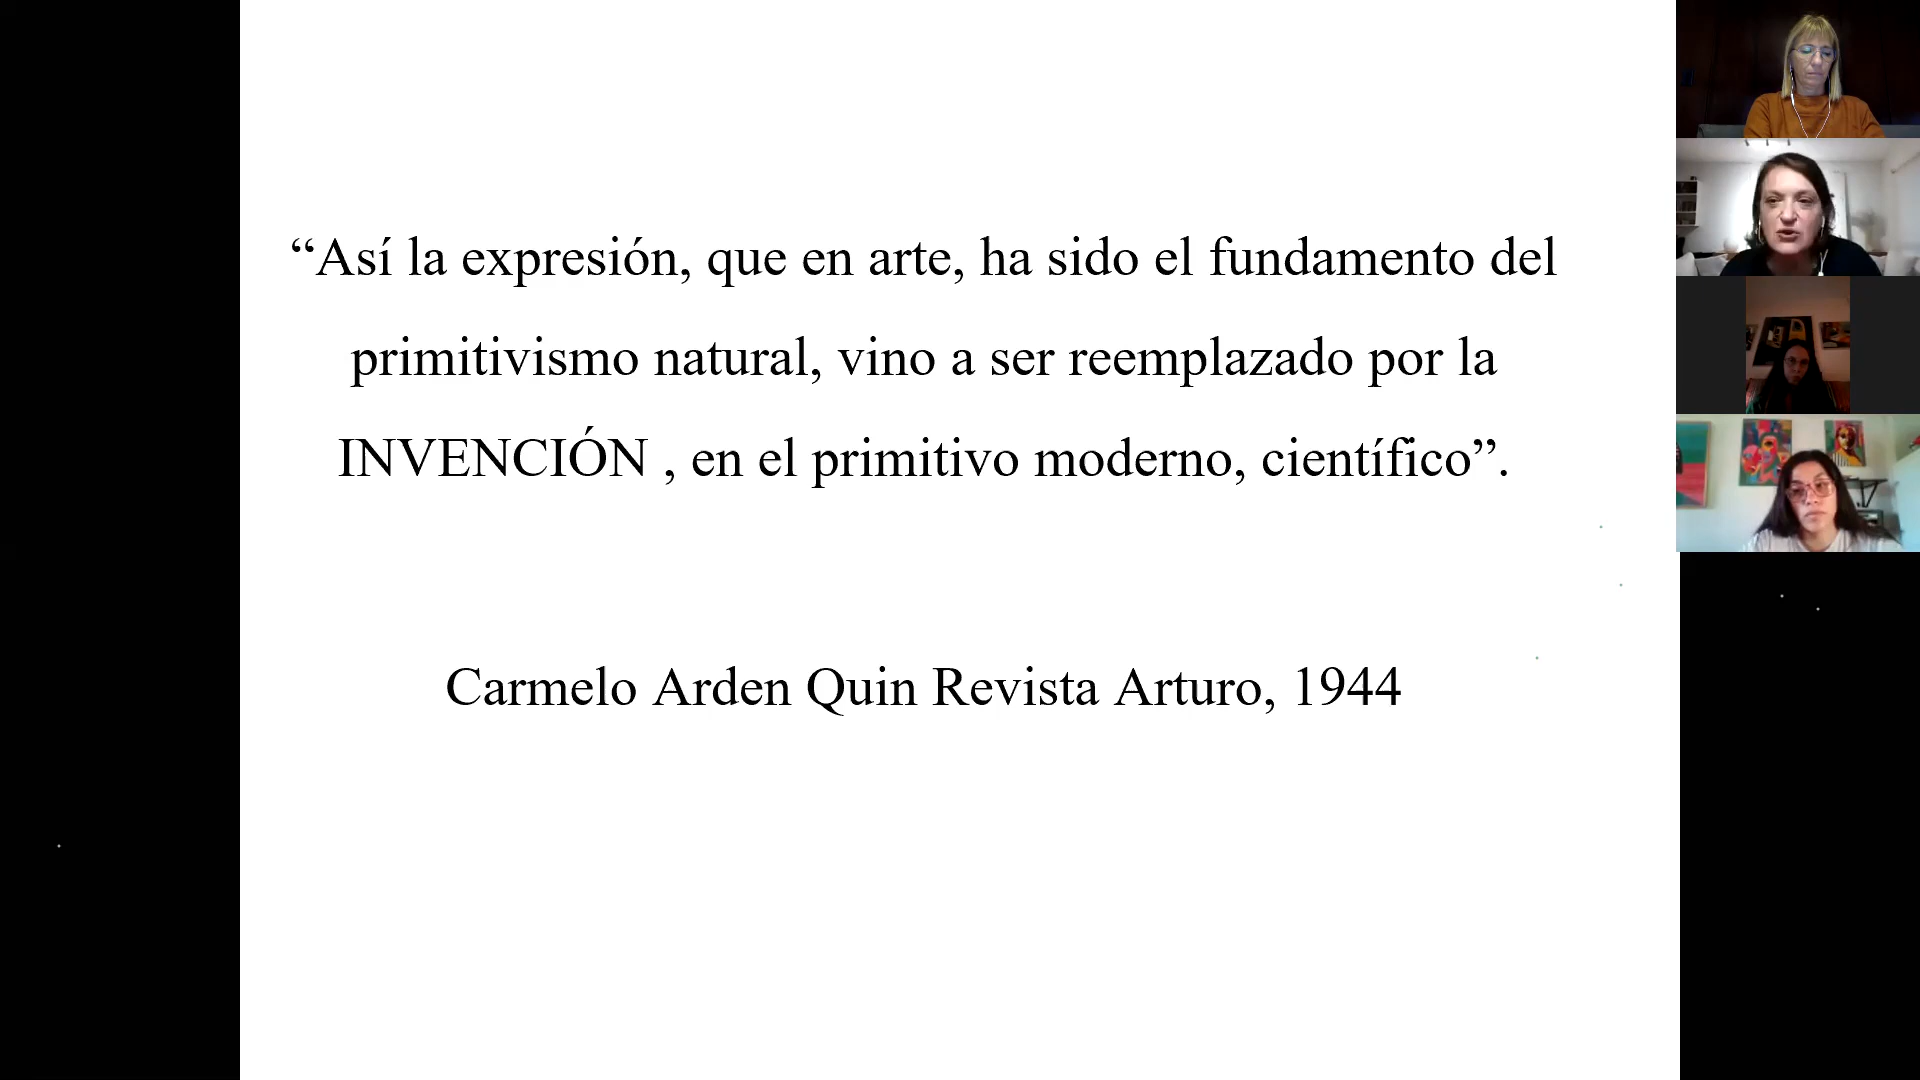 “Así la expresión, que en arte, ha sido el fundamento del
primitivismo natural, vino a ser reemplazado por la
INVENCIÓN , en el primitivo moderno, científico”.
Carmelo Arden Quin Revista Arturo, 1944